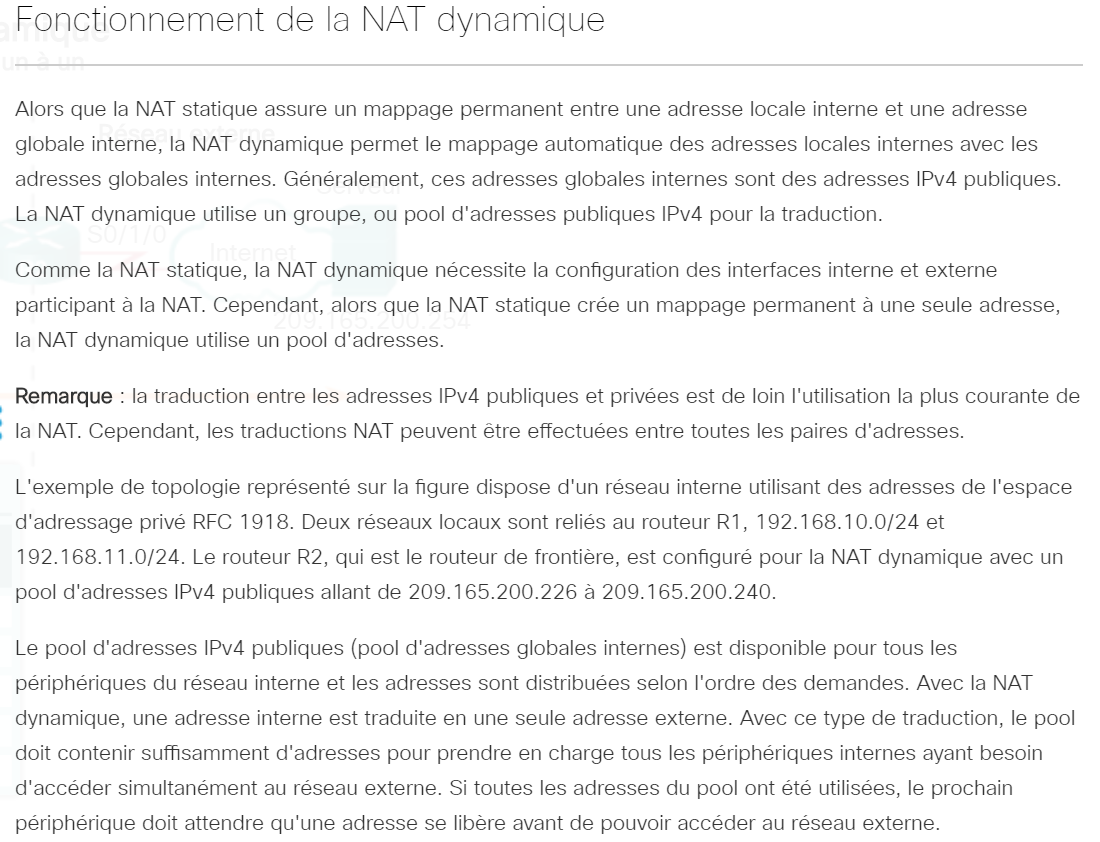 Fonctionnement de la NAT dynamique
Alors que la NAT statique assure un mappage permanent entre une adresse locale interne et une adresse
globale interne, la NAT dynamique permet le mappage automatique des adresses locales internes avec les
adresses globales internes. Généralement, ces adresses globales internes sont des adresses IPv4 publiques.
La NAT dynamique utilise un groupe, ou pool d'adresses publiques IPv4 pour la traduction.
Comme la NAT statique, la NAT dynamique nécessite la configuration des interfaces interne et externe
participant à la NAT. Cependant, alors que la NAT statique crée un mappage permanent à une seule adresse,
la NAT dynamique utilise un pool d'adresses.
Remarque : la traduction entre les adresses IPv4 publiques et privées est de loin l'utilisation la plus courante de
la NAT. Cependant, les traductions NAT peuvent être effectuées entre toutes les paires d'adresses.
L'exemple de topologie représenté sur la figure dispose d'un réseau interne utilisant des adresses de l'espace
d'adressage privé RFC 1918. Deux réseaux locaux sont reliés au routeur R1, 192.168.10.0/24 et
192.168.11.0/24. Le routeur R2, qui est le routeur de frontière, est configuré pour la NAT dynamique avec un
pool d'adresses IPv4 publiques allant de 209.165.200.226 à 209.165.200.240.
Le pool d'adresses IPv4 publiques (pool d'adresses globales internes) est disponible pour tous les
périphériques du réseau interne et les adresses sont distribuées selon l'ordre des demandes. Avec la NAT
dynamique, une adresse interne est traduite en une seule adresse externe. Avec ce type de traduction, le pool
doit contenir suffisamment d'adresses pour prendre en charge tous les périphériques internes ayant besoin
d'accéder simultanément au réseau externe. Si toutes les adresses du pool ont été utilisées, le prochain
périphérique doit attendre qu'une adresse se libère avant de pouvoir accéder au réseau externe.
un à un
Réseau externe
S0/1/0
Internet
209.165.200.254